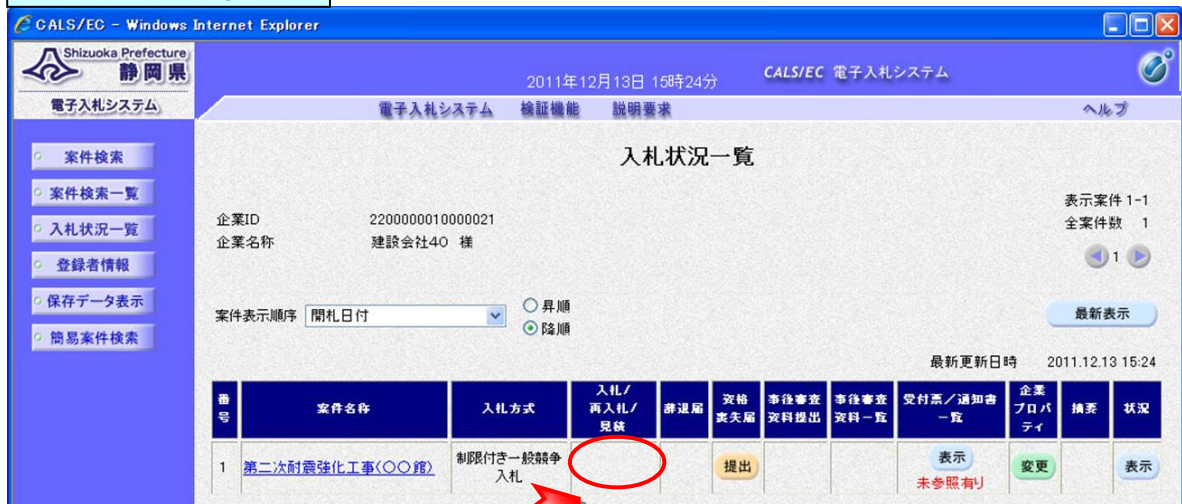 CALS/EC - Windows Internet Explorer
Shizuoka Prefecture
静岡県
電子入札システム
2011年12月13日 15時24分
CALS/EC 電子入札システム
電子入札システム 検証機能 説明要求 ヘルプ
案件検索
案件検索一覧
入札状況一覧
登録者情報
保存データ表示
簡易案件検索
入札状況一覧
表示案件 1-1
全案件数 1
1
企業ID 2200000010000021
企業名称 建設会社40 様
案件表示順序 開札日付
昇順
降順
最新表示
最新更新日時 2011.12.13 15:24
番号
案件名称
入札方式
入札/
再入札/
見積
辞退届
資格
喪失届
事後審査
資料提出
事後審査
資料一覧
受付票/通知書
一覧
企業
プロパ
ティ
摘要
状況
1
第二次耐震強化工事(〇〇館)
制限付き一般競争
入札
提出
表示
未参照有り
変更
表示